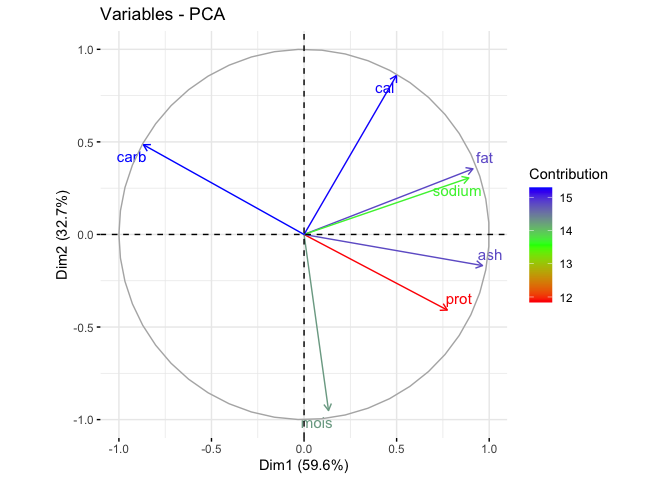 Variables - PCA
1.0
0.5
0.0
-0.5
-1.0
Dim2 (32.7%)
cal
carb
fat
sodium
ash
prot
mois
-1.0
-0.5
0.0
0.5
1.0
Dim1 (59.6%)
Contribution
15
14
13
12